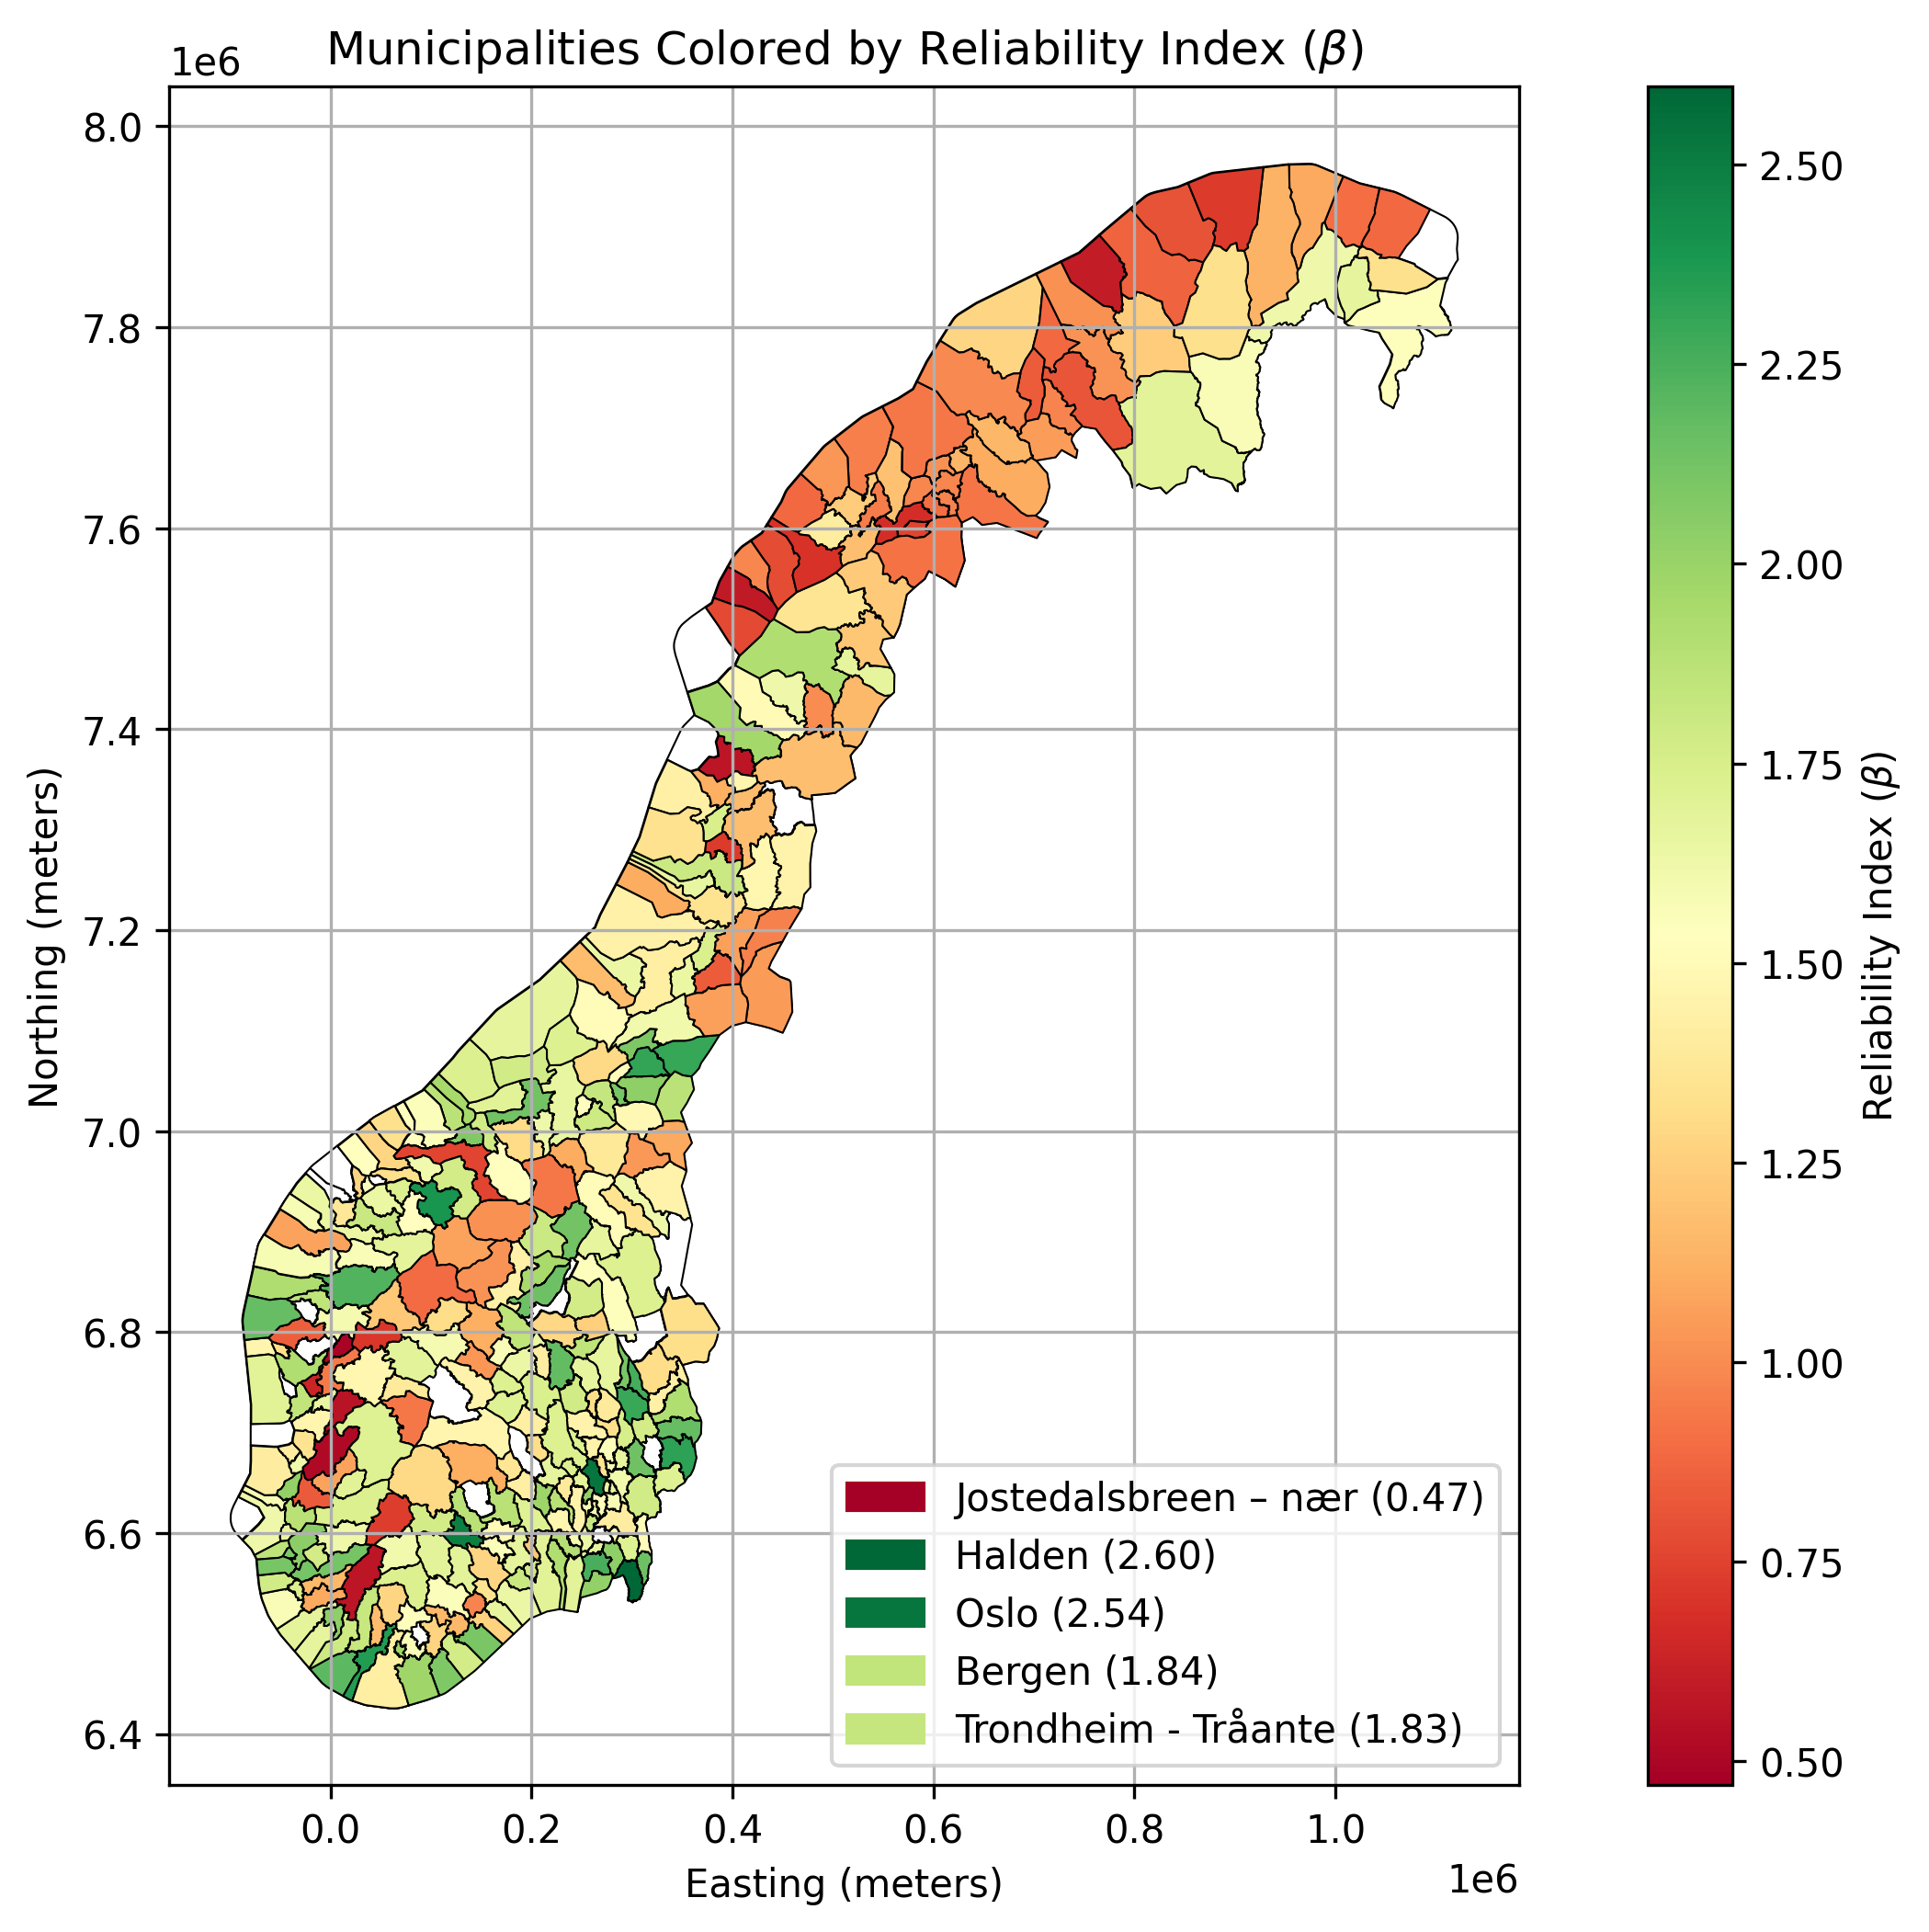 Municipalities Colored by Reliability Index (β)
1e6
8.0
7.8
7.6
7.4
7.2
7.0
6.8
6.6
6.4
Northing (meters)
0.0 0.2 0.4 0.6 0.8 1.0
1e6
Easting (meters)
Jostedalsbreen – nær (0.47)
Halden (2.60)
Oslo (2.54)
Bergen (1.84)
Trondheim - Tråante (1.83)
2.50
2.25
2.00
1.75
1.50
1.25
1.00
0.75
0.50
Reliability Index (β)